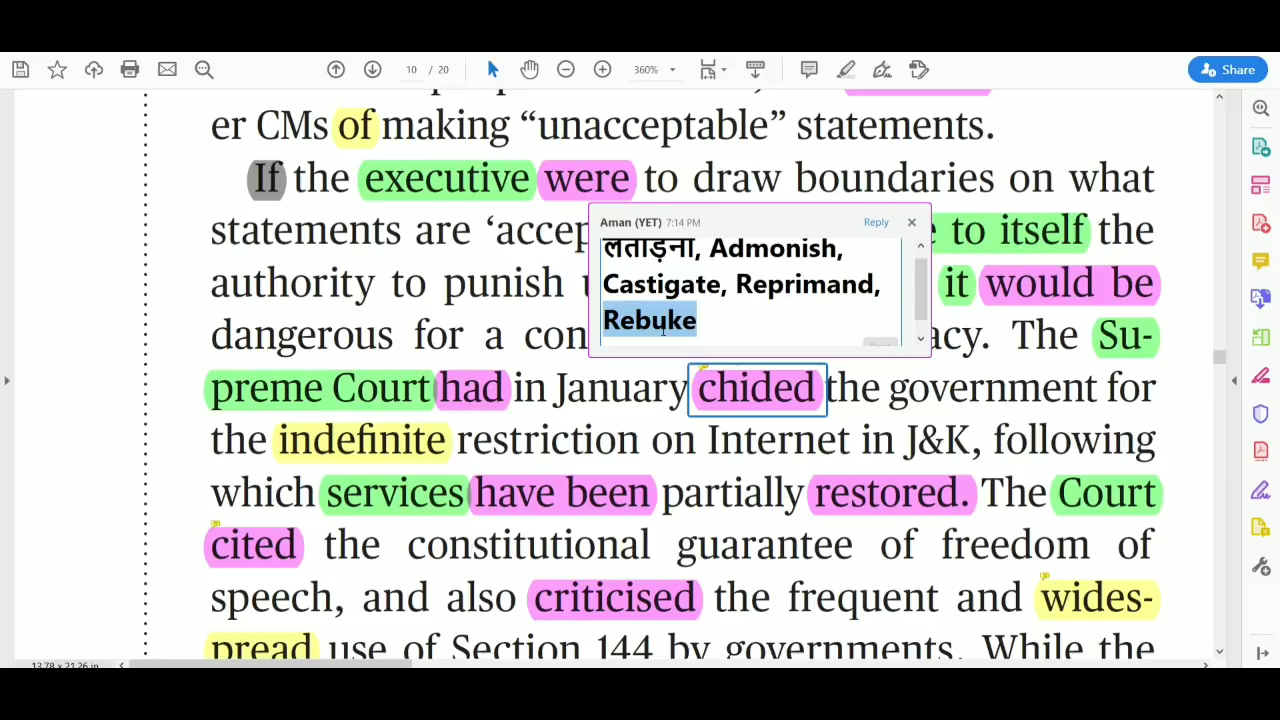 10 / 20
360%
Share
er CMs of making “unacceptable” statements.
If the executive were to draw boundaries on what
statements are ‘accep
e to itself the
authority to punish
it would be
dangerous for a con
acy. The Su-
preme Court had in January chided the government for
the indefinite restriction on Internet in J&K, following
which services have been partially restored. The Court
cited the constitutional guarantee of freedom of
speech, and also criticised the frequent and wides-
pread use of Section 144 by governments. While the
Aman (YET) 7:14 PM
Reply
लताड़ना, Admonish,
Castigate, Reprimand,
Rebuke
13.78 x 21.26 in